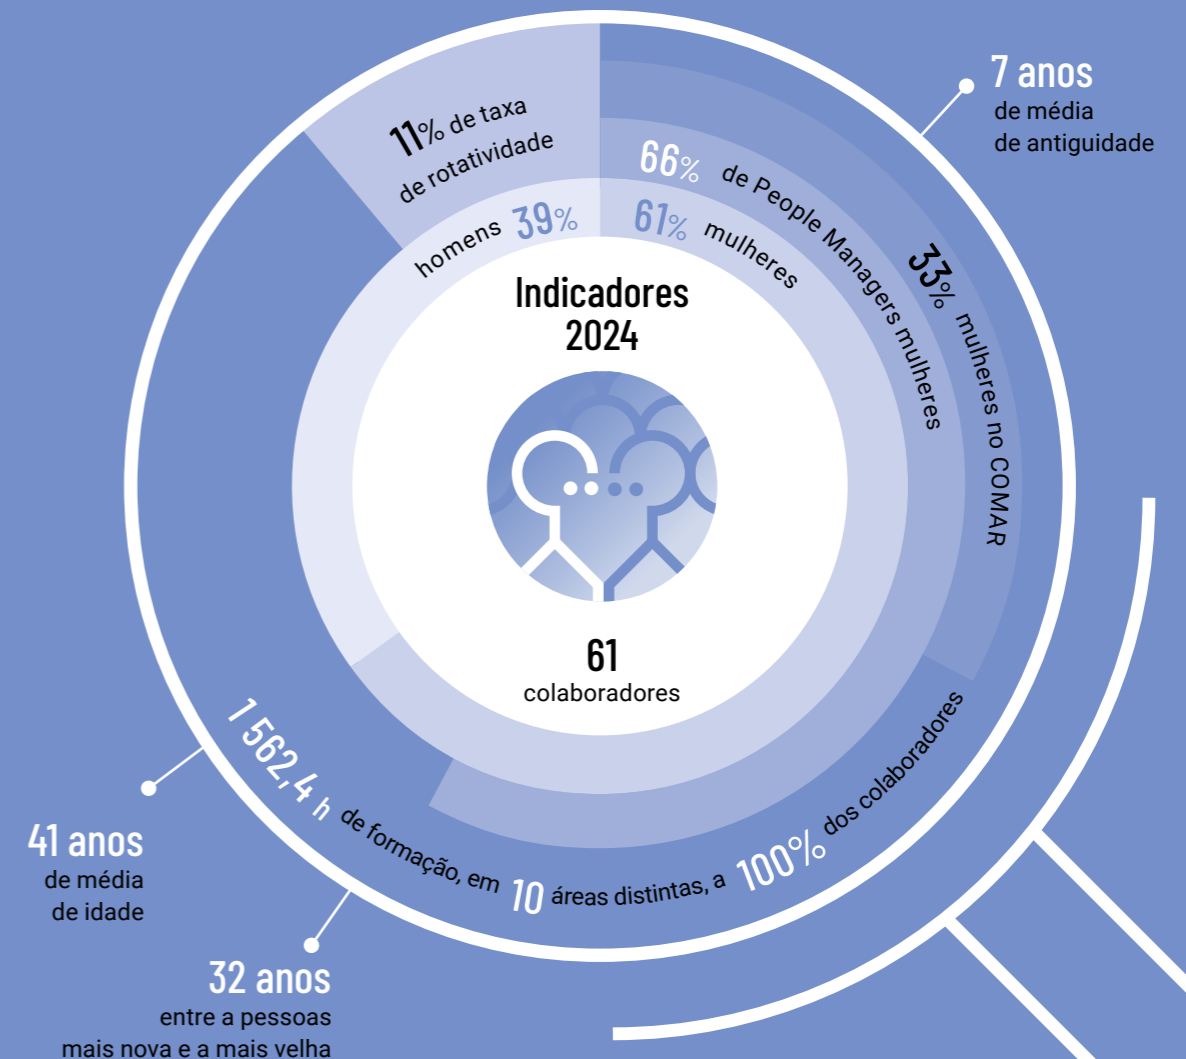 7 anos
de média
de antiguidade
11% de taxa
de rotatividade
66% de People Managers mulheres
33% mulheres no COMAR
homens 39%
61% mulheres
Indicadores
2024
61
colaboradores
1 562,4 h de formação, em 10 áreas distintas, a 100% dos colaboradores
41 anos
de média
de idade
32 anos
entre a pessoas
mais nova e a mais velha